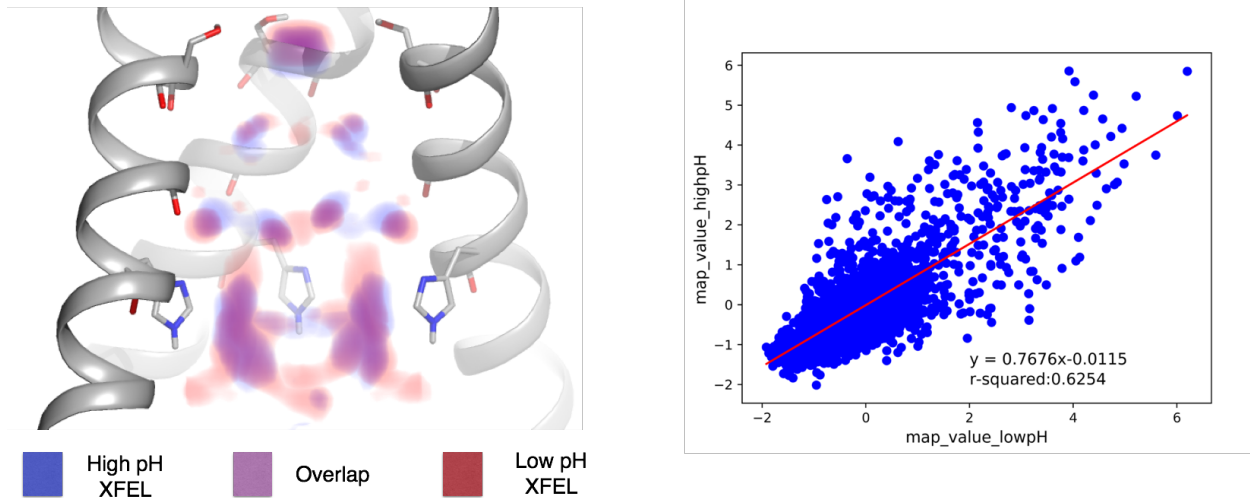 High pH
XFEL
Overlap
Low pH
XFEL
map_value_highpH
6
5
4
3
2
1
0
−1
−2
y = 0.7676x-0.0115
r-squared:0.6254
−2
0
2
4
6
map_value_lowpH